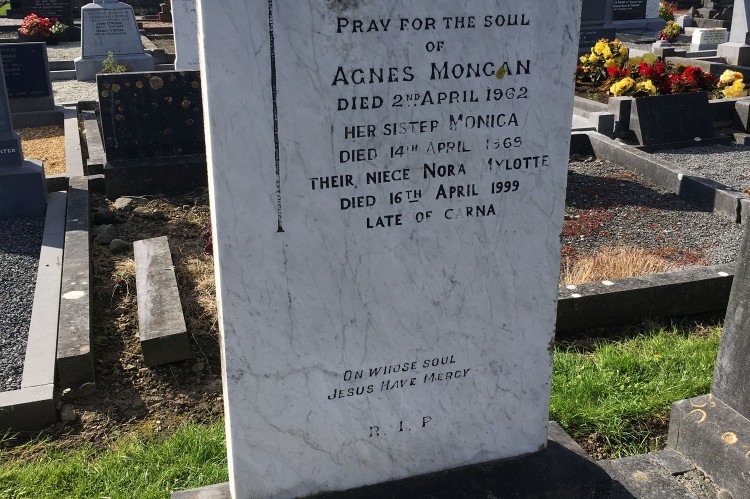 PRAY FOR THE SOUL
OF
AGNES MONGAN
DIED 2ND APRIL 1962
HER SISTER MONICA
DIED 14TH APRIL 1969
THEIR NIECE NORA MYLOTTE
DIED 16TH APRIL 1999
LATE OF CARNA
ON WHOSE SOUL
JESUS HAVE MERCY
R. I. P